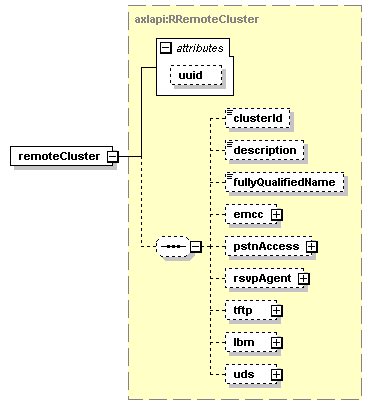 axlapi:RRemoteCluster
attributes
uuid
remoteCluster
clusterId
description
fullyQualifiedName
emcc
pstnAccess
rsvpAgent
tftp
lbm
uds